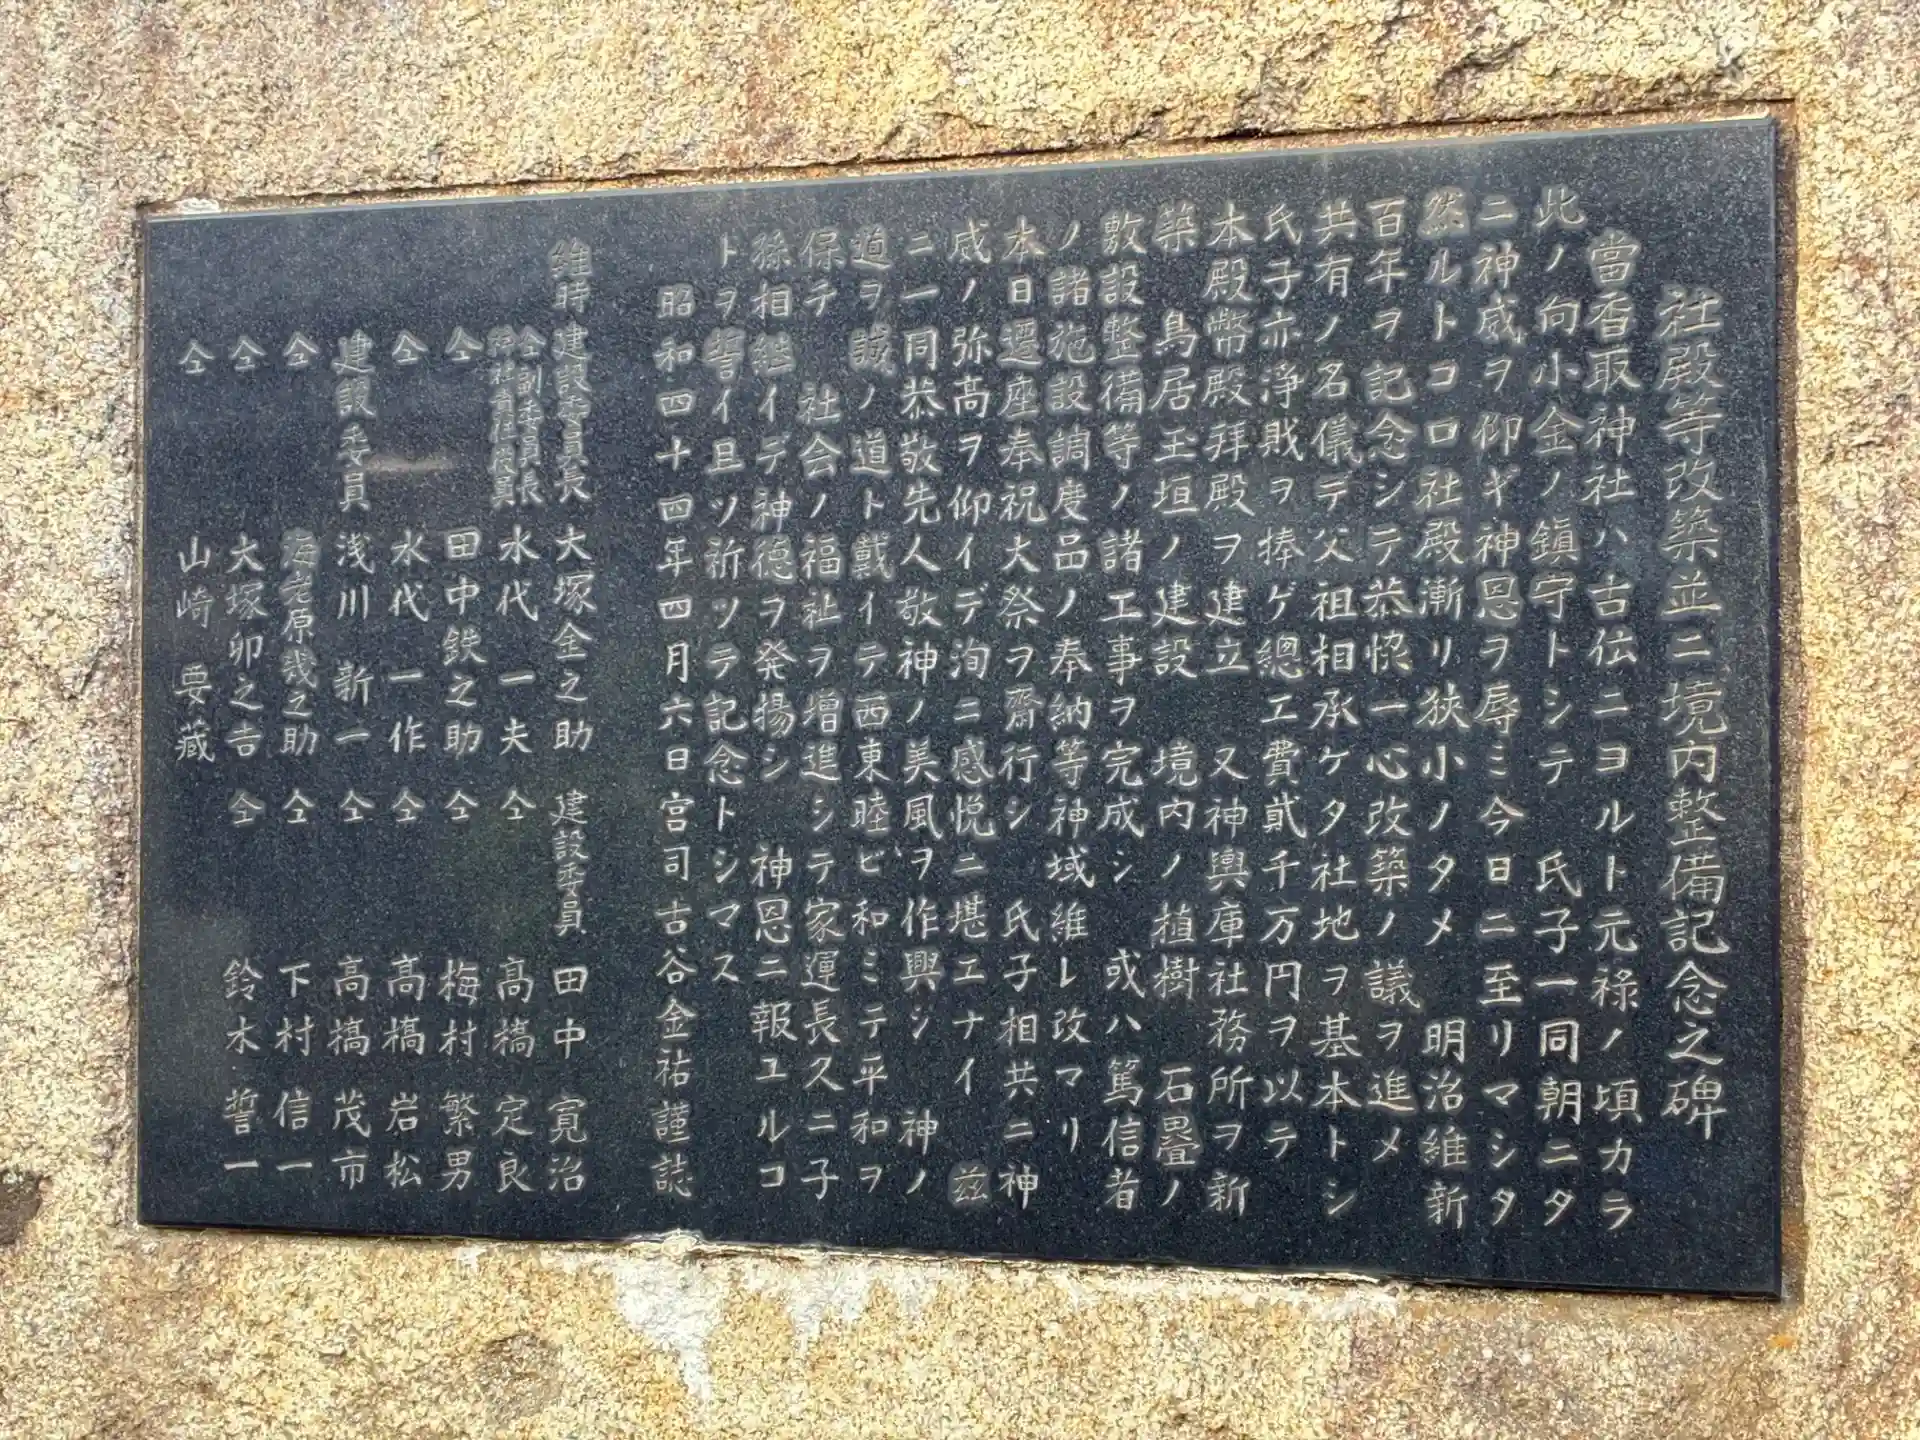 社殿等改築並ニ境内整備記念之碑
當香取神社ハ古伝ニヨルト元禄ノ頃カラ
此ノ向小金ノ鎮守トシテ 氏子一同朝ニタ
ニ神威ヲ仰ギ神恩ヲ辱ミ今日ニ至リマシタ
然ルトコロ社殿漸リ狭小ノタメ 明治維新
百年ヲ記念シテ恭惚一心改築ノ議ヲ進メ
共有ノ名儀デ父祖相承ケタ社地ヲ基本トシ
氏子亦浄財ヲ捧ゲ總工費貳千万円ヲ以テ
本殿幣殿拝殿ヲ建立 又神輿庫社務所ヲ新
築 鳥居玉垣ノ建設 境内ノ植樹 石畳ノ
敷設整備等ノ諸工事ヲ完成シ 或ハ篤信者
ノ諸施設調度品ノ奉納等神域維レ改マリ
本日遷座奉祝大祭ヲ齋行シ 氏子相共ニ神
威ノ弥高ヲ仰イデ洵ニ感悦ニ堪エナイ 茲
ニ一同恭敬先人敬神ノ美風ヲ作興シ 神ノ
道ヲ誠ノ道ト戴イテ西東睦ビ和ミテ平和ヲ
保チ 社会ノ福祉ヲ増進シテ家運長久ニ子
孫相継イデ神徳ヲ発揚シ 神恩ニ報ユルコ
トヲ誓イ且ツ祈ツテ記念トシマス
昭和四十四年四月六日宮司古谷金祐謹誌
維時建設委員長 大塚金之助 建設委員 田中寛治
仝副委員長 神社責任役員 水代一夫 仝 高橋定良
仝 田中鉄之助 仝 梅村繁男
仝 水代一作 仝 高橋岩松
建設委員 浅川新一 仝 高橋茂市
仝 海老原幾之助 仝 下村信一
仝 大塚卯之吉 仝 鈴木誓一
仝 山崎要藏